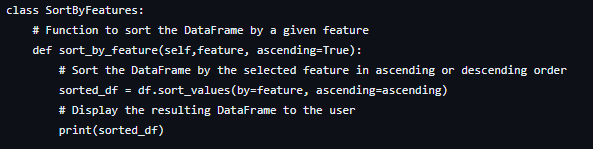 class SortByFeatures:
    # Function to sort the DataFrame by a given feature
    def sort_by_feature(self,feature, ascending=True):
        # Sort the DataFrame by the selected feature in ascending or descending order
        sorted_df = df.sort_values(by=feature, ascending=ascending)
        # Display the resulting DataFrame to the user
        print(sorted_df)